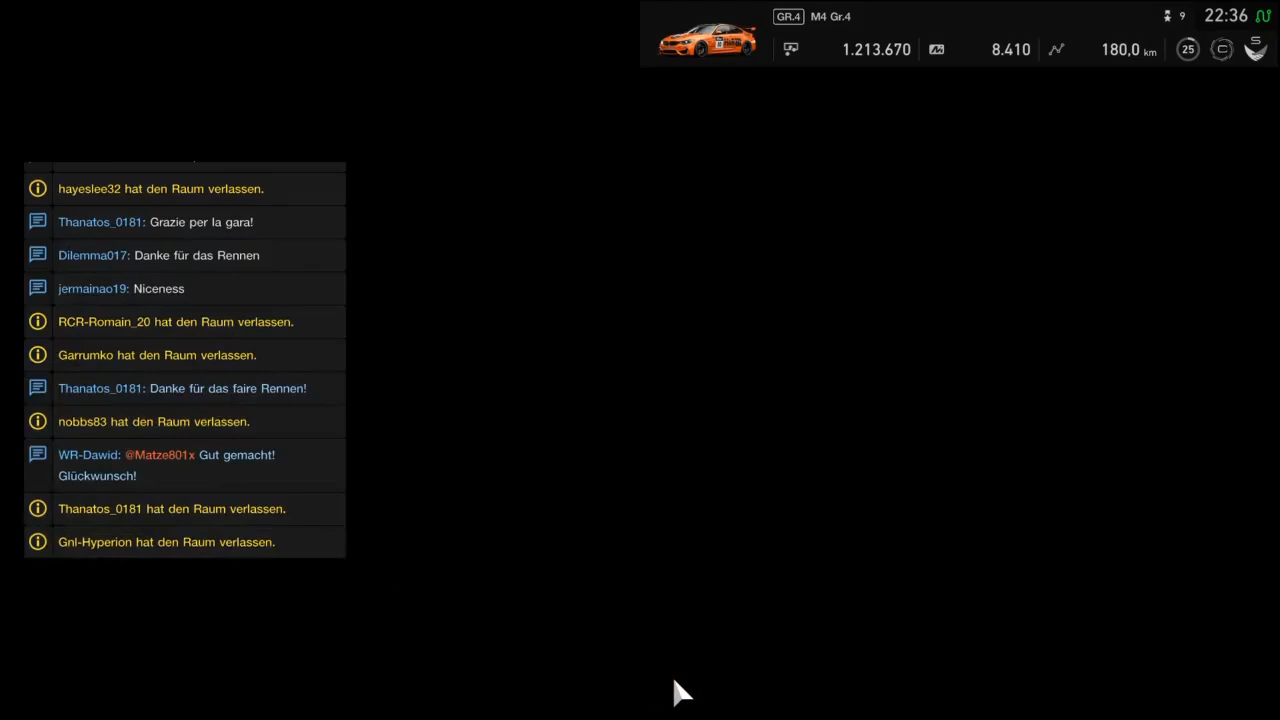 GR.4 M4 Gr.4 9 22:36
1.213.670 8.410 180,0 km 25 C S
hayeslee32 hat den Raum verlassen.
Thanatos_0181: Grazie per la gara!
Dilemma017: Danke für das Rennen
jermainao19: Niceness
RCR-Romain_20 hat den Raum verlassen.
Garrumko hat den Raum verlassen.
Thanatos_0181: Danke für das faire Rennen!
nobbs83 hat den Raum verlassen.
WR-Dawid: @Matze801x Gut gemacht!
Glückwunsch!
Thanatos_0181 hat den Raum verlassen.
Gnl-Hyperion hat den Raum verlassen.